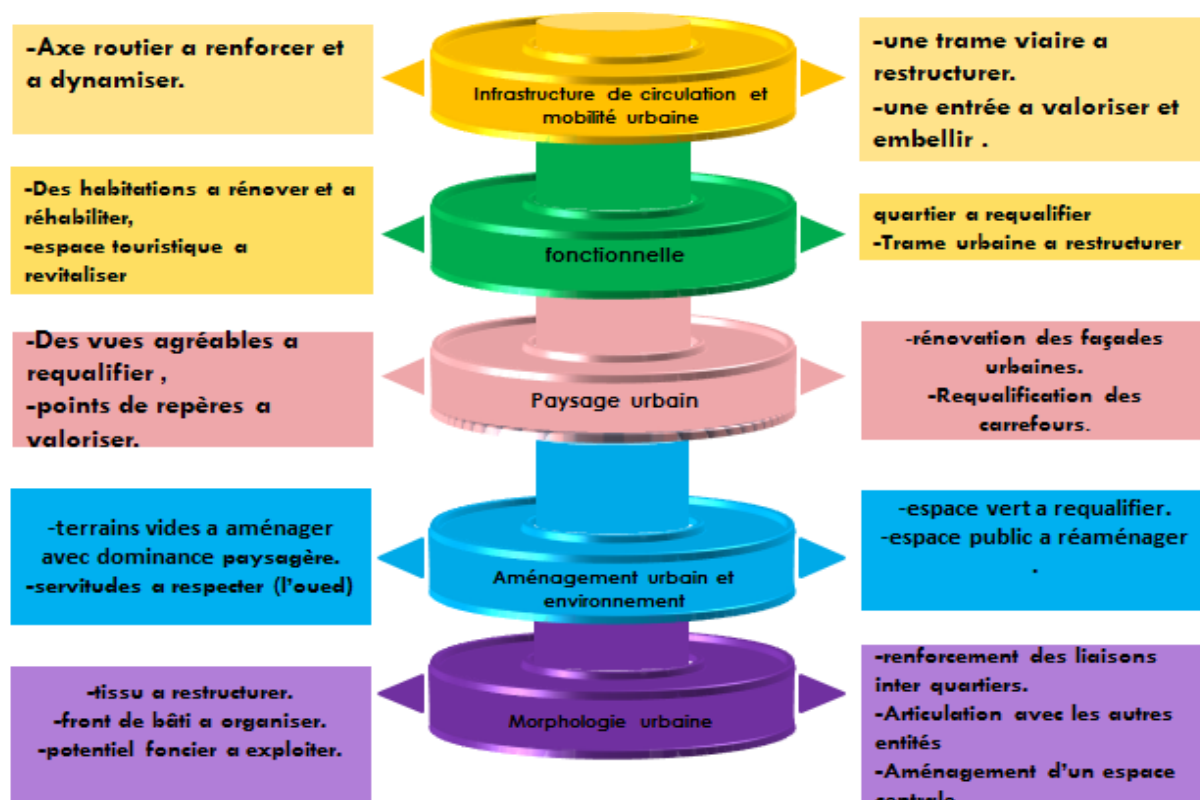 -Axe routier a renforcer et
a dynamiser.
Infrastructure de circulation et
mobilité urbaine
-une trame viaire a
restructurer.
-une entrée a valoriser et
embellir .
-Des habitations a rénover et a
réhabiliter,
-espace touristique a
revitaliser
fonctionnelle
quartier a requalifier
-Trame urbaine a restructurer
-Des vues agréables a
requalifier ,
-points de repères a
valoriser.
Paysage urbain
-rénovation des façades
urbaines.
-Requalification des
carrefours.
-terrains vides a aménager
avec dominance paysagère.
-servitudes a respecter (l'oued)
Aménagement urbain et
environnement
-espace vert a requalifier.
-espace public a réaménager
.
-tissu a restructurer.
-front de bâti a organiser.
-potentiel foncier a exploiter.
Morphologie urbaine
-renforcement des liaisons
inter quartiers.
-Articulation avec les autres
entités
-Aménagement d'un espace
centrale